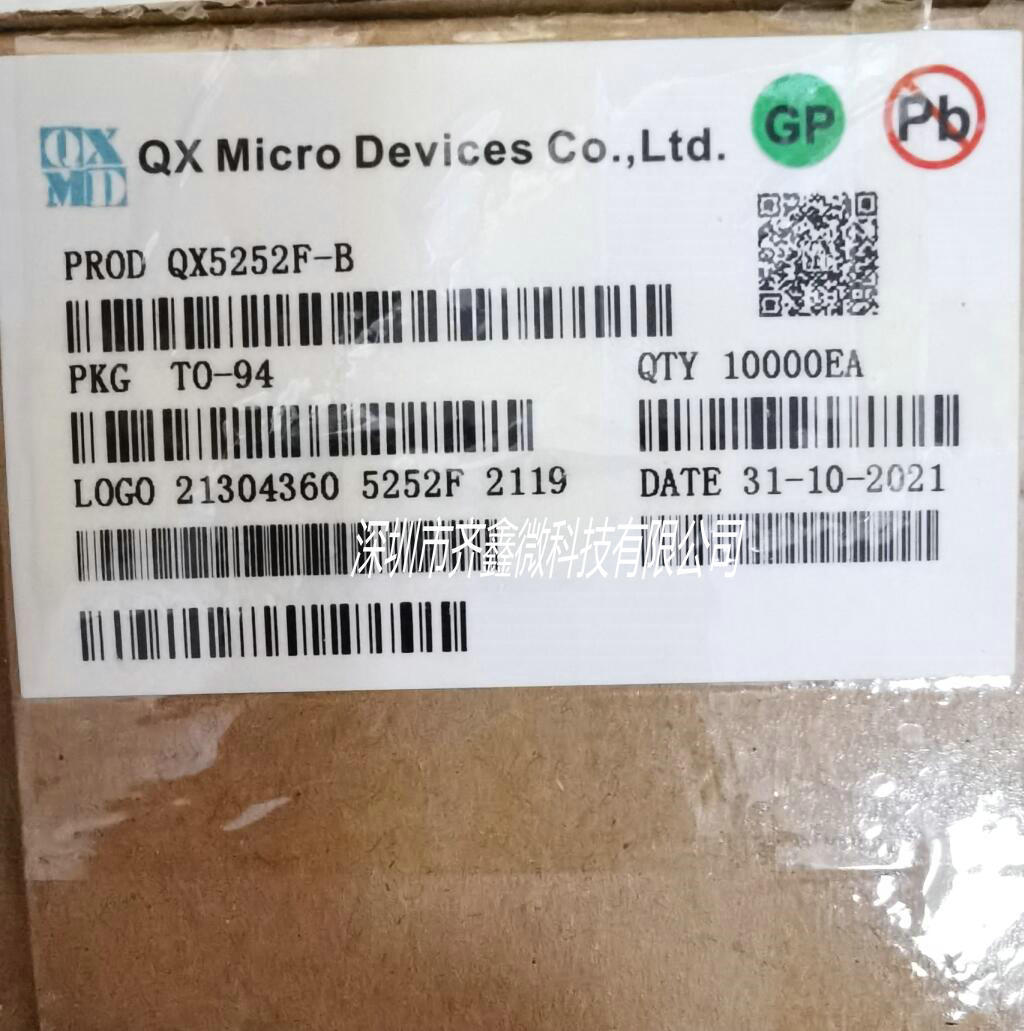 QX
MD
QX Micro Devices Co.,Ltd.
GP
Pb
PROD QX5252F-B
PKG TO-94
QTY 10000EA
LOGO 21304360 5252F 2119
DATE 31-10-2021
深圳市齐鑫微科技有限公司